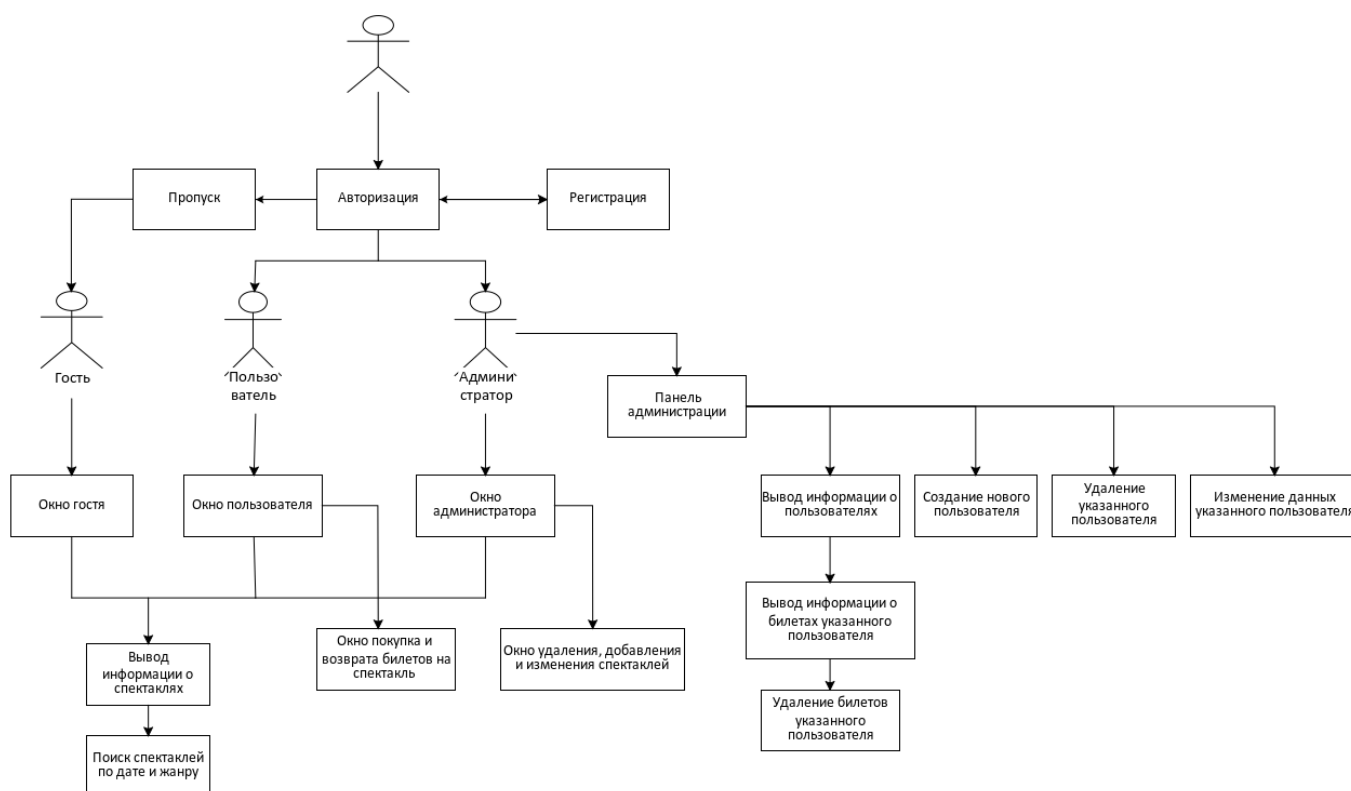 Пропуск
Авторизация
Регистрация
Гость
Пользо
ватель
Админи
стратор
Панель
администрации
Окно гостя
Окно пользователя
Окно
администратора
Вывод информации о
пользователях
Создание нового
пользователя
Удаление
указанного
пользователя
Изменение данных
указанного пользователя
Вывод информации о
билетах указанного
пользователя
Вывод
информации о
спектаклях
Окно покупка и
возврата билетов на
спектакль
Окно удаления, добавления
и изменения спектаклей
Удаление билетов
указанного
пользователя
Поиск спектаклей
по дате и жанру